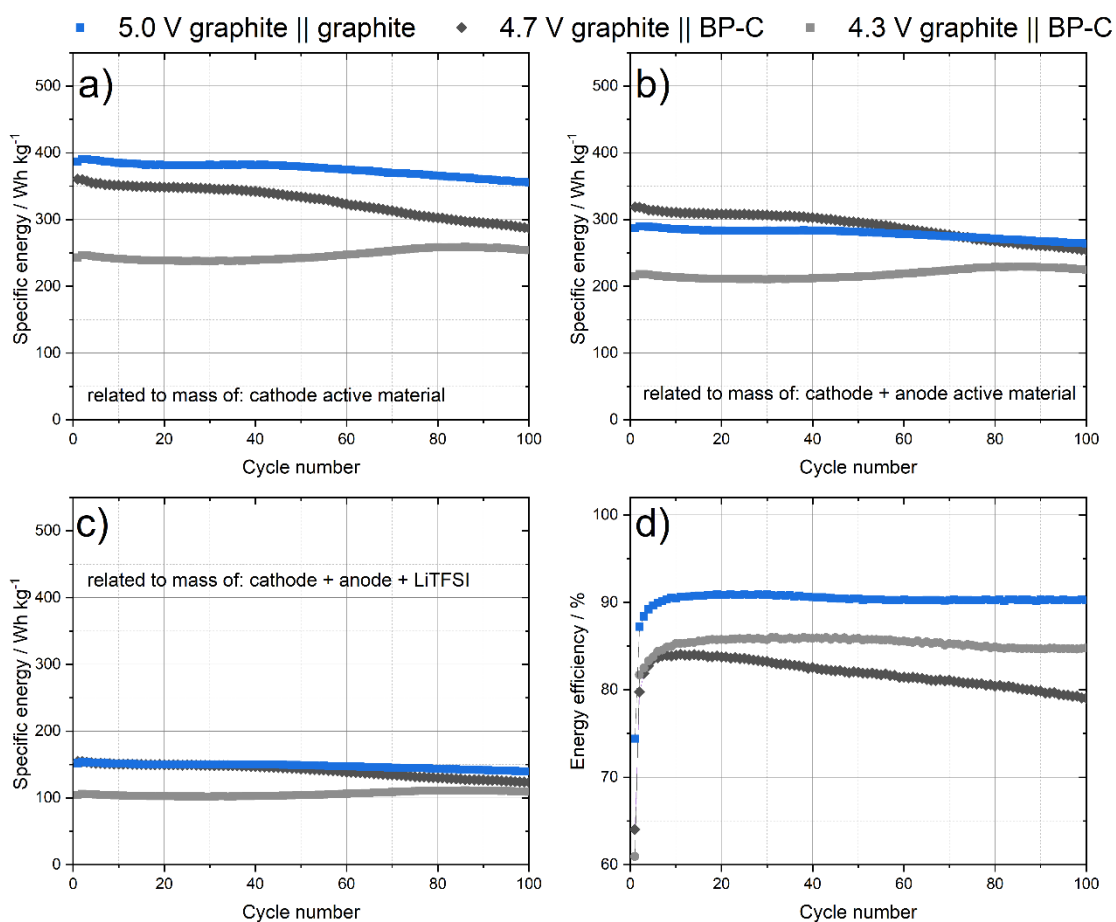 5.0 V graphite || graphite 4.7 V graphite || BP-C 4.3 V graphite || BP-C
a)
Specific energy / Wh kg⁻¹
500
400
300
200
100
0
related to mass of: cathode active material
0 20 40 60 80 100
Cycle number
b)
Specific energy / Wh kg⁻¹
500
400
300
200
100
0
related to mass of: cathode + anode active material
0 20 40 60 80 100
Cycle number
c)
Specific energy / Wh kg⁻¹
500
400
300
200
100
0
related to mass of: cathode + anode + LiTFSI
0 20 40 60 80 100
Cycle number
d)
Energy efficiency / %
100
90
80
70
60
0 20 40 60 80 100
Cycle number